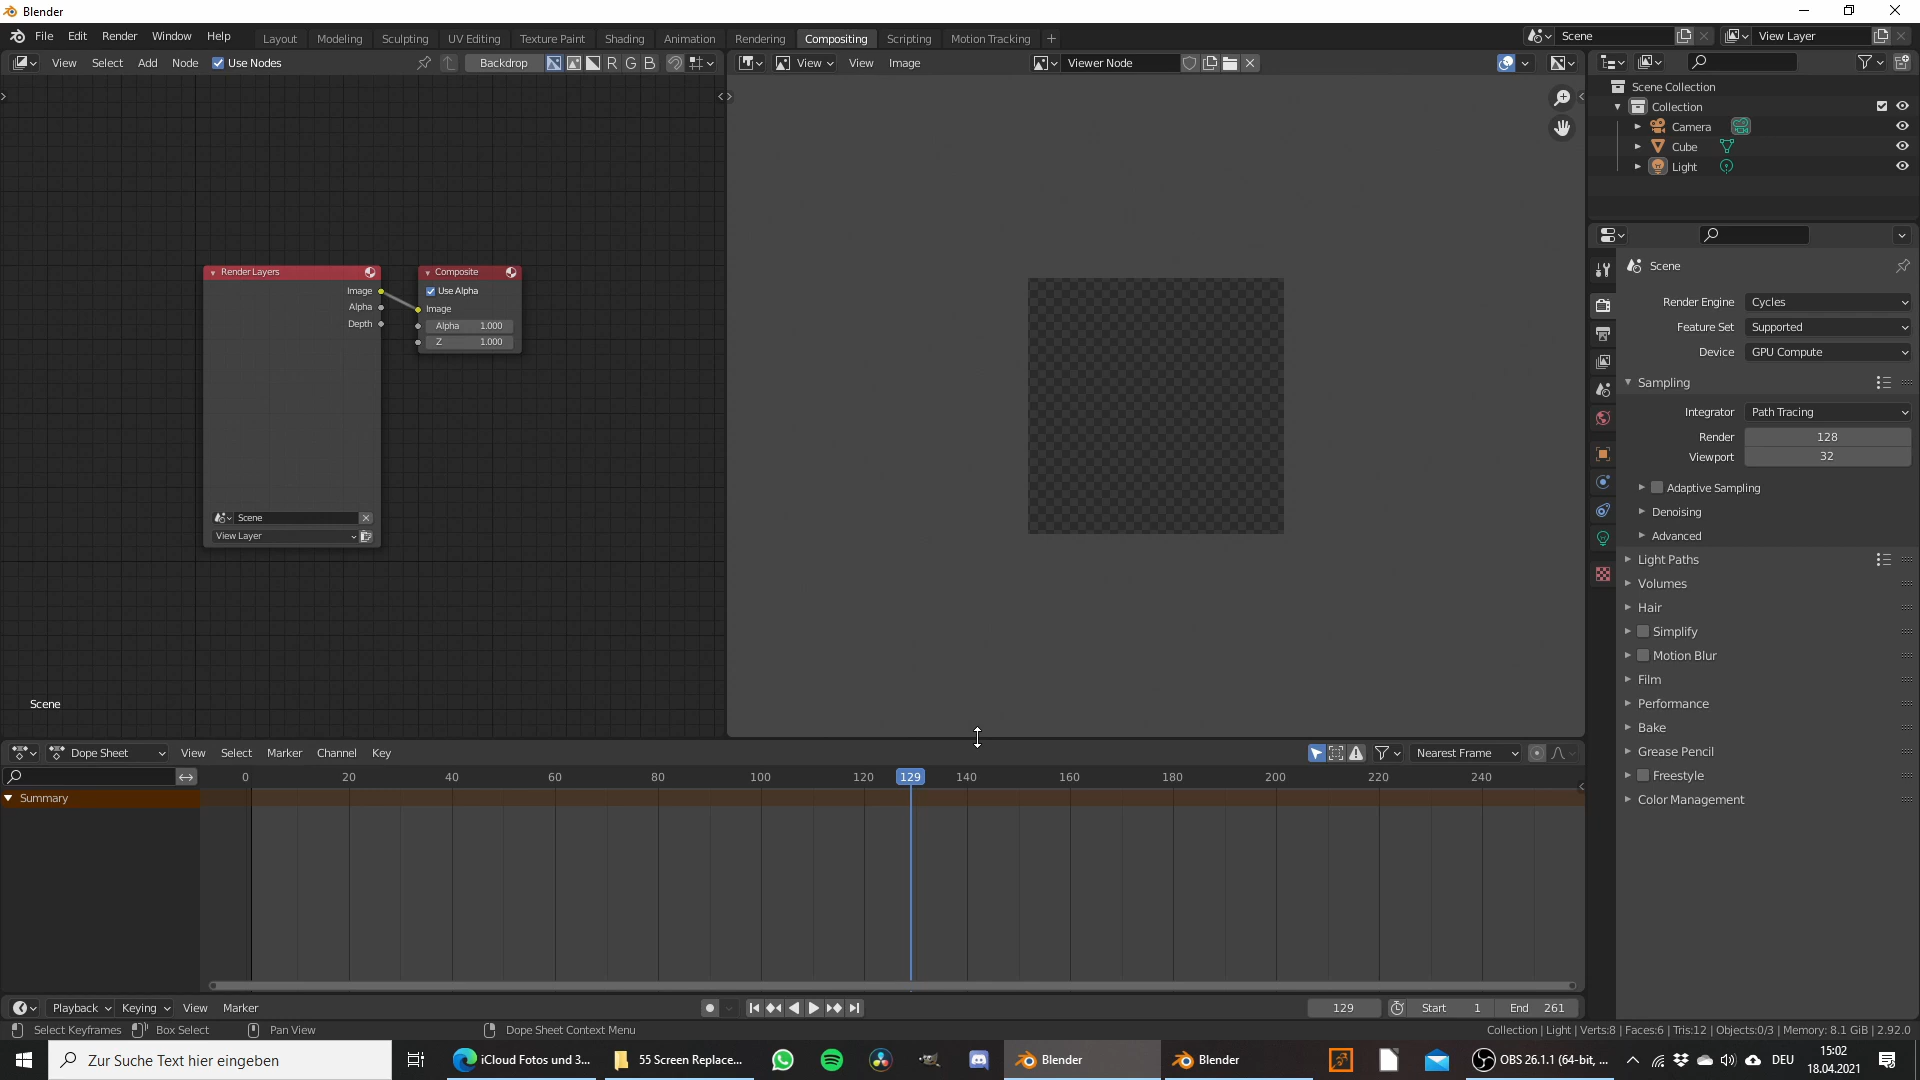 Blender
File Edit Render Window Help Layout Modeling Sculpting UV Editing Texture Paint Shading Animation Rendering Compositing Scripting Motion Tracking + Scene View Layer
View Select Add Node Use Nodes Backdrop R G B View View Image Viewer Node
Scene Collection
Collection
Camera
Cube
Light
Render Layers
Image
Alpha
Depth
Scene
View Layer
Composite
Use Alpha
Image
Alpha 1.000
Z 1.000
Scene
Scene
Render Engine Cycles
Feature Set Supported
Device GPU Compute
Sampling
Integrator Path Tracing
Render 128
Viewport 32
Adaptive Sampling
Denoising
Advanced
Light Paths
Volumes
Hair
Simplify
Motion Blur
Film
Performance
Bake
Grease Pencil
Freestyle
Color Management
Dope Sheet View Select Marker Channel Key Nearest Frame
0 20 40 60 80 100 120 129 140 160 180 200 220 240
Summary
Playback Keying View Marker 129 Start 1 End 261
Select Keyframes Box Select Pan View Dope Sheet Context Menu Collection | Light | Verts:8 | Faces:6 | Tris:12 | Objects:0/3 | Memory: 8.1 GiB | 2.92.0
Zur Suche Text hier eingeben iCloud Fotos und 3... 55 Screen Replace... Blender Blender OBS 26.1.1 (64-bit, ... DEU 15:02
18.04.2021